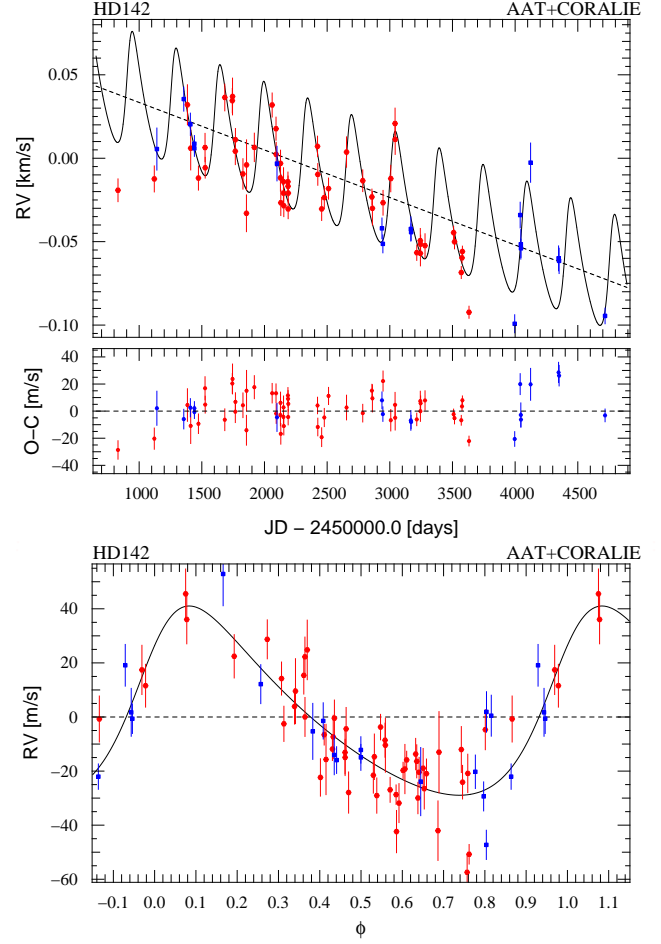 HD142 AAT+CORALIE
0.05
0.00
−0.05
−0.10
RV [km/s]
40
20
0
−20
−40
O−C [m/s]
1000 1500 2000 2500 3000 3500 4000 4500
JD − 2450000.0 [days]
HD142 AAT+CORALIE
40
20
0
−20
−40
−60
RV [m/s]
−0.1 0.0 0.1 0.2 0.3 0.4 0.5 0.6 0.7 0.8 0.9 1.0 1.1
ϕ